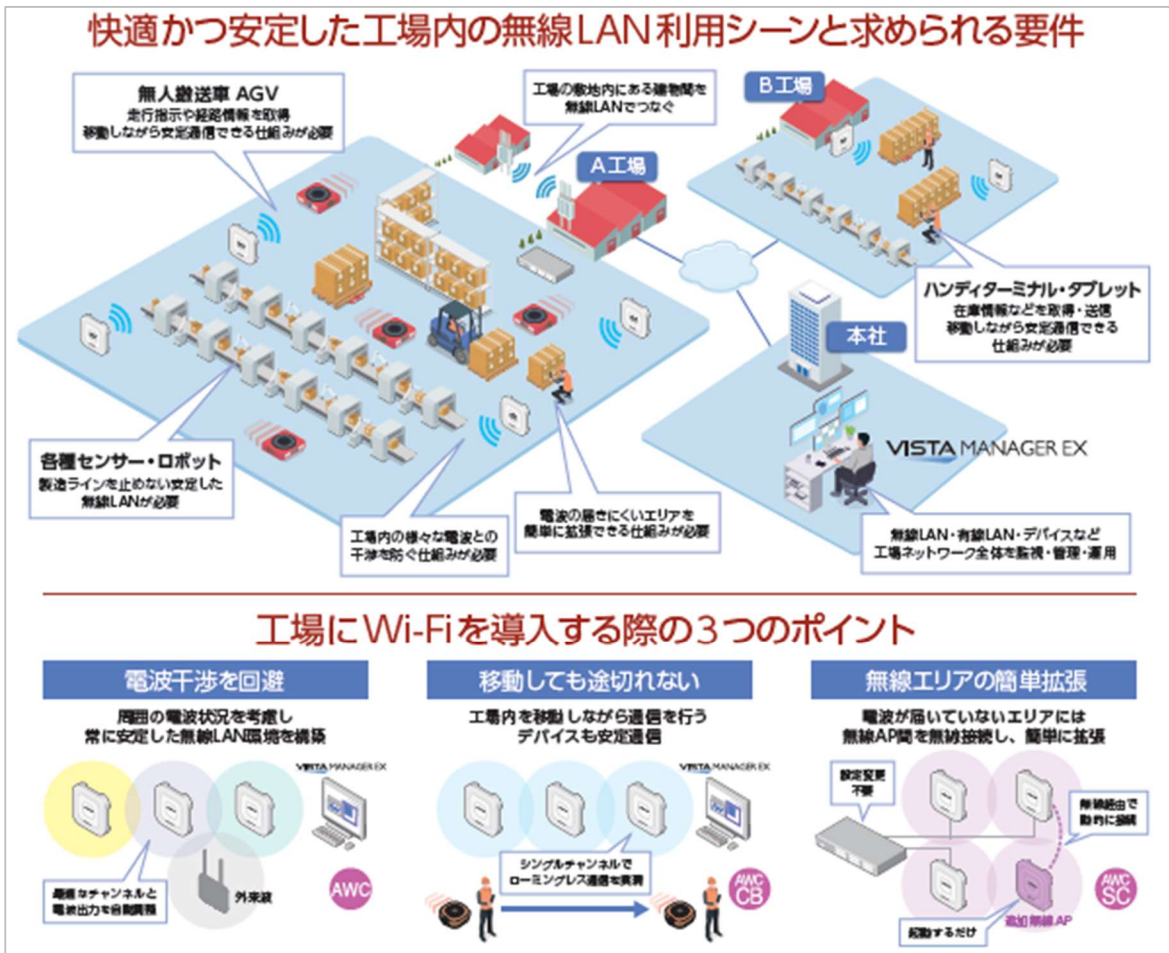 快適かつ安定した工場内の無線LAN利用シーンと求められる要件
無人搬送車 AGV
走行指示や経路情報を取得
移動しながら安定通信できる仕組みが必要
工場の敷地内にある建物間を
無線LANでつなぐ
A工場
B工場
ハンディターミナル・タブレット
在庫情報などを取得・送信
移動しながら安定通信できる
仕組みが必要
本社
VISTA MANAGER EX
無線LAN・有線LAN・デバイスなど
工場ネットワーク全体を監視・管理・運用
各種センサー・ロボット
製造ラインを止めない安定した
無線LANが必要
工場内の様々な電波との
干渉を防ぐ仕組みが必要
電波の届きにくいエリアを
簡単に拡張できる仕組みが必要
工場にWi-Fiを導入する際の3つのポイント
電波干渉を回避
周囲の電波状況を考慮し
常に安定した無線LAN環境を構築
VISTA MANAGER EX
最適なチャンネルと
電波出力を自動調整
外来波
AWC
移動しても途切れない
工場内を移動しながら通信を行う
デバイスも安定通信
VISTA MANAGER EX
シングルチャンネルで
ローミングレス通信を実現
AWC
CB
無線エリアの簡単拡張
電波が届いていないエリアには
無線AP間を無線接続し、簡単に拡張
設定変更
不要
無線経由で
動的に接続
起動するだけ
追加無線AP
AWC
SC